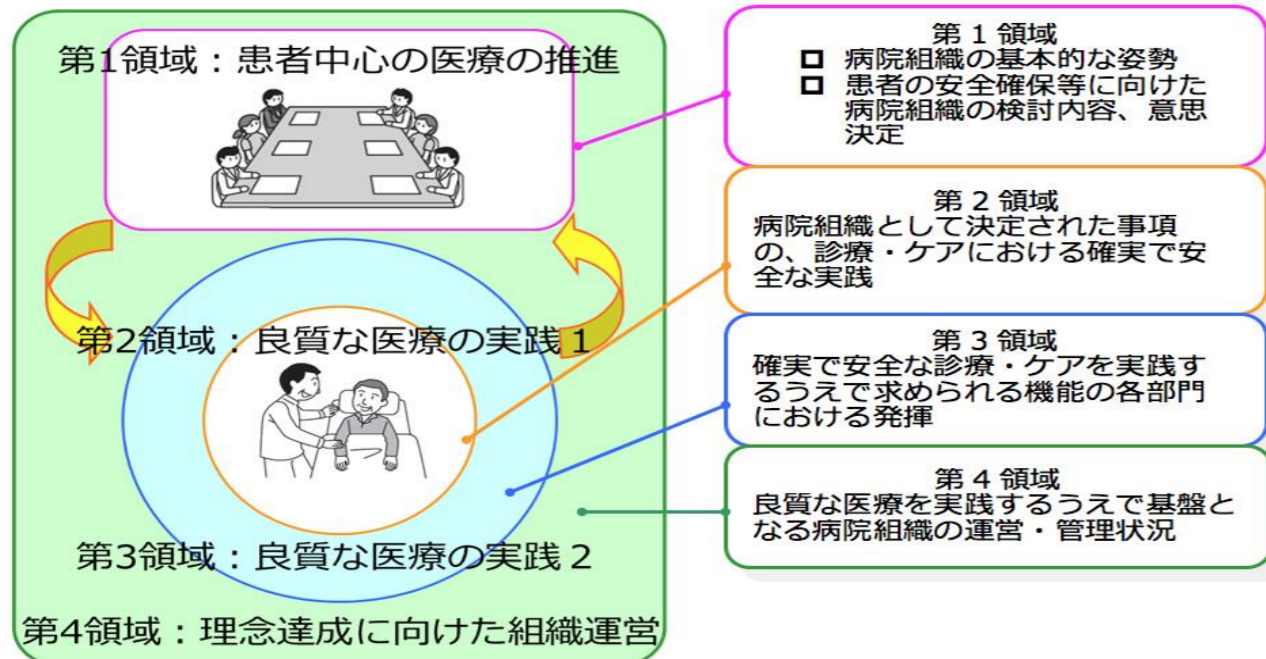 第1領域：患者中心の医療の推進
第2領域：良質な医療の実践１
第3領域：良質な医療の実践２
第4領域：理念達成に向けた組織運営
第１領域
病院組織の基本的な姿勢
患者の安全確保等に向けた
病院組織の検討内容、意思
決定
第２領域
病院組織として決定された事項
の、診療・ケアにおける確実で安
全な実践
第３領域
確実で安全な診療・ケアを実践す
るうえで求められる機能の各部門
における発揮
第４領域
良質な医療を実践するうえで基盤と
なる病院組織の運営・管理状況